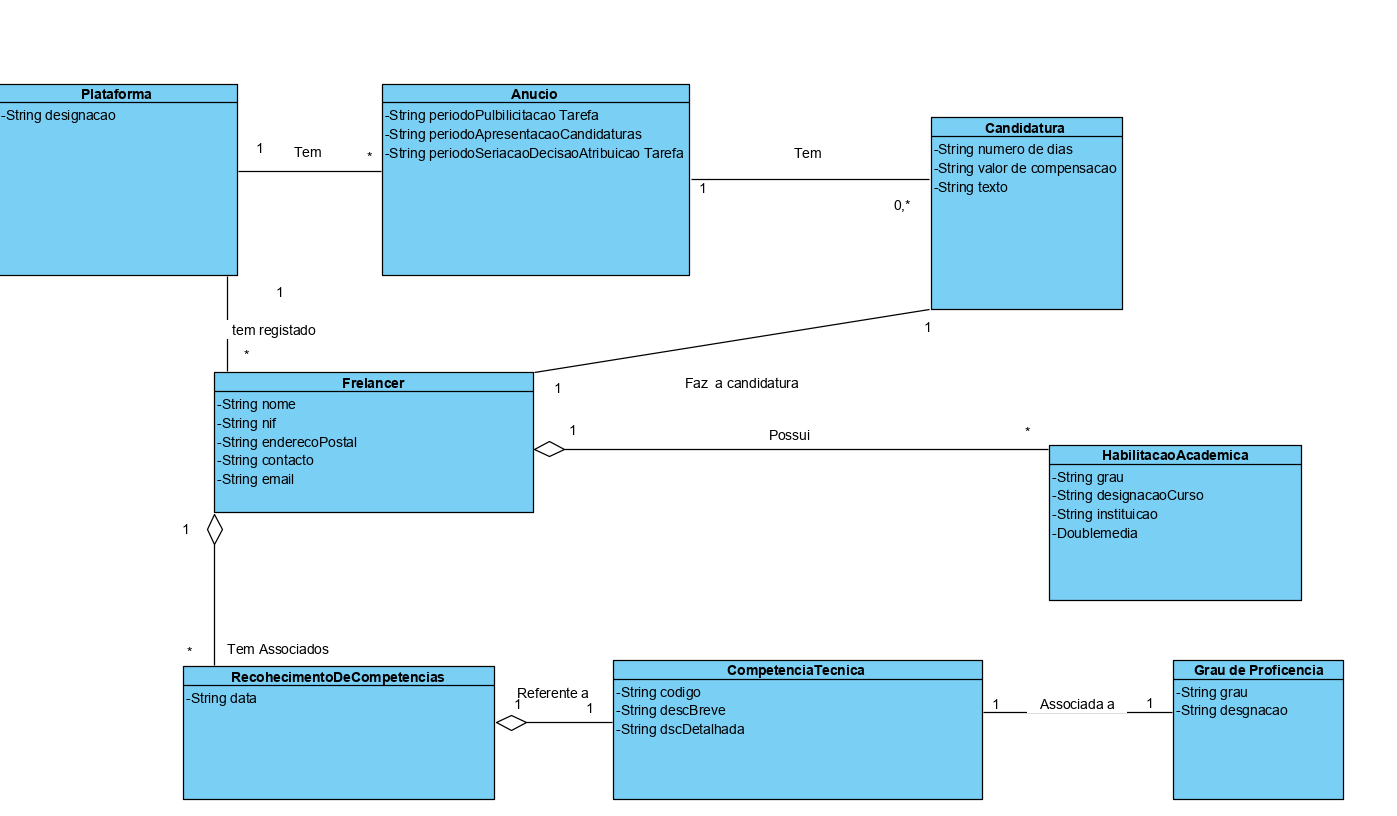 Plataforma
-String designacao
1
Tem
*
Anucio
-String periodoPulbilicitacao Tarefa
-String periodoApresentacaoCandidaturas
-String periodoSeriacaoDecisaoAtribuicao Tarefa
Tem
1
0,*
Candidatura
-String numero de dias
-String valor de compensacao
-String texto
1
tem registado
*
1
Faz  a candidatura
1
Frelancer
-String nome
-String nif
-String enderecoPostal
-String contacto
-String email
1
Possui
*
HabilitacaoAcademica
-String grau
-String designacaoCurso
-String instituicao
-Doublemedia
1
*
Tem Associados
RecohecimentoDeCompetencias
-String data
Referente a
1
1
CompetenciaTecnica
-String codigo
-String descBreve
-String dscDetalhada
1
Associada a
1
Grau de Proficencia
-String grau
-String desgnacao